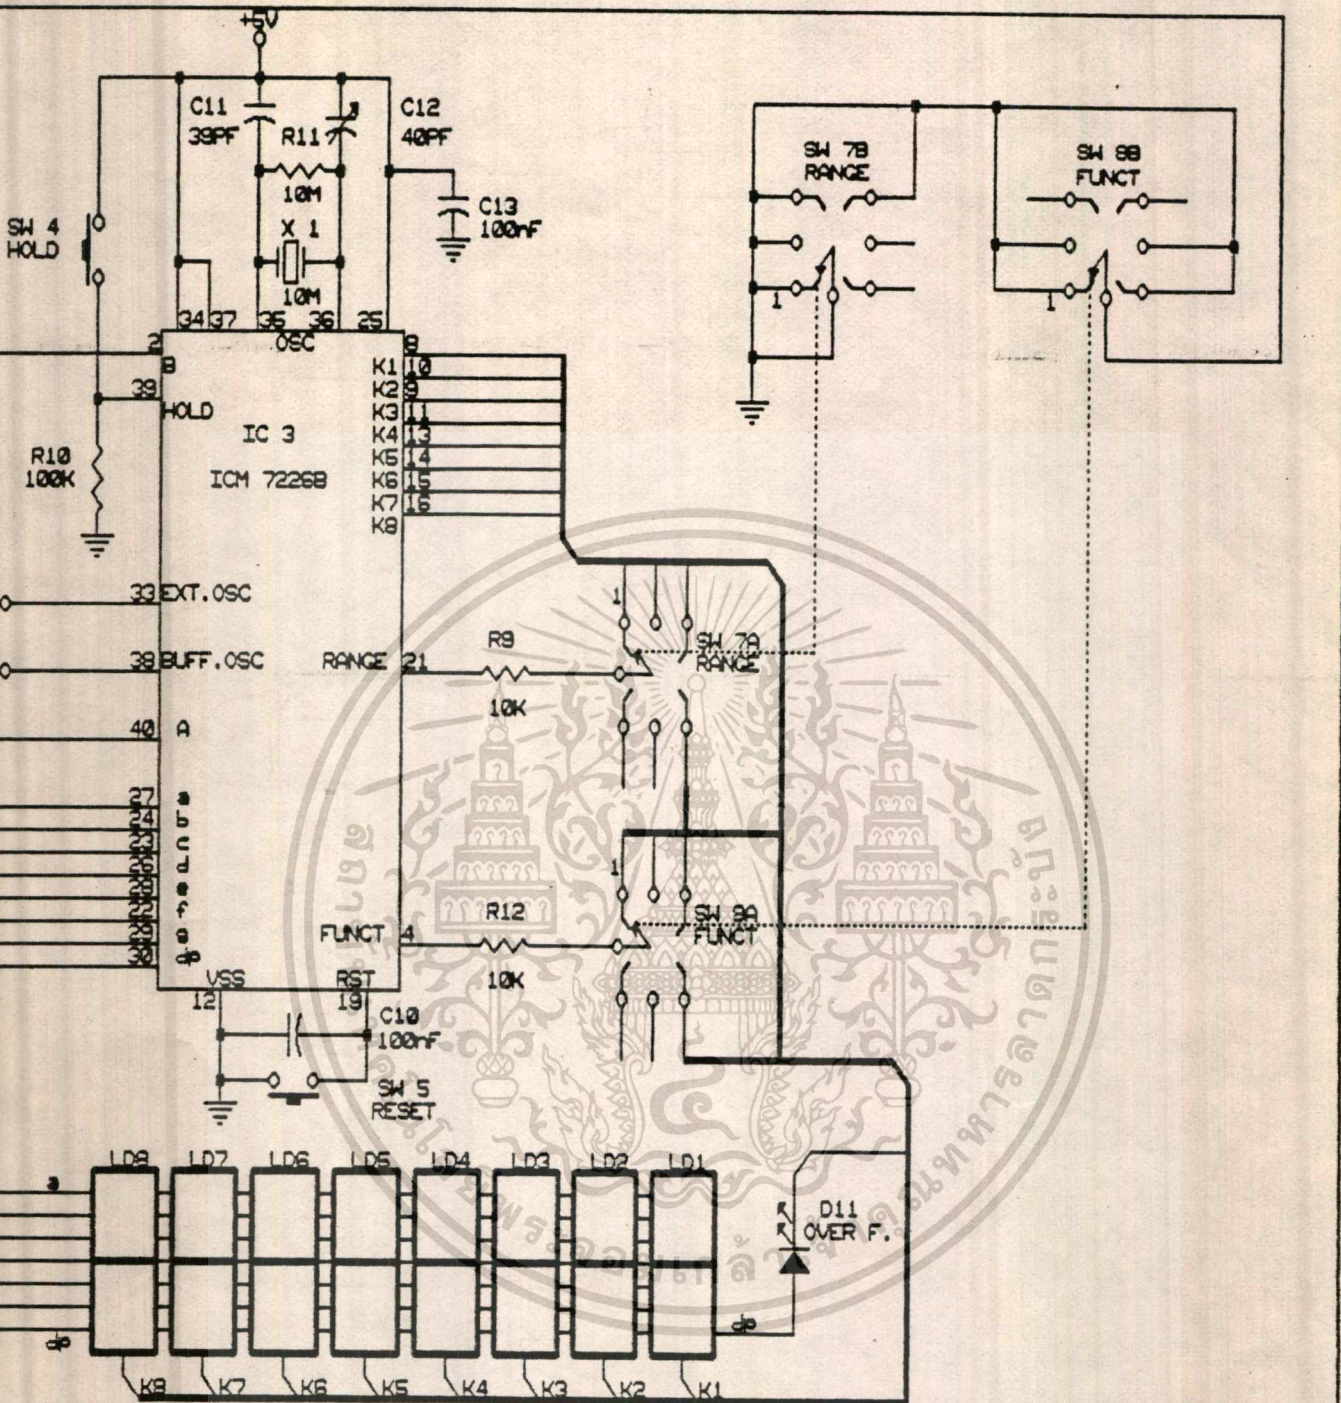 +5V
C11
39PF
R11
C12
40PF
10M
C13
100nF
SW 4
HOLD
X 1
10M
34 37 35 36 25
OSC
SW 7B
RANGE
1
SW 8B
FUNCT
1
2
B
39
HOLD
IC 3
ICM 7226B
R10
100K
8
K1 10
K2 9
K3 11
K4 13
K5 14
K6 15
K7 16
K8
33 EXT.OSC
38 BUFF.OSC
RANGE 21
R9
10K
1
SW 7A
RANGE
40 A
27 a
24 b
c
d
e
f
g
30 dp
FUNCT 4
R12
10K
1
SW 8A
FUNCT
VSS
12
RST
19
C10
100nF
SW 5
RESET
LD8 LD7 LD6 LD5 LD4 LD3 LD2 LD1
a
dp
D11
OVER F.
dp
K8 K7 K6 K5 K4 K3 K2 K1